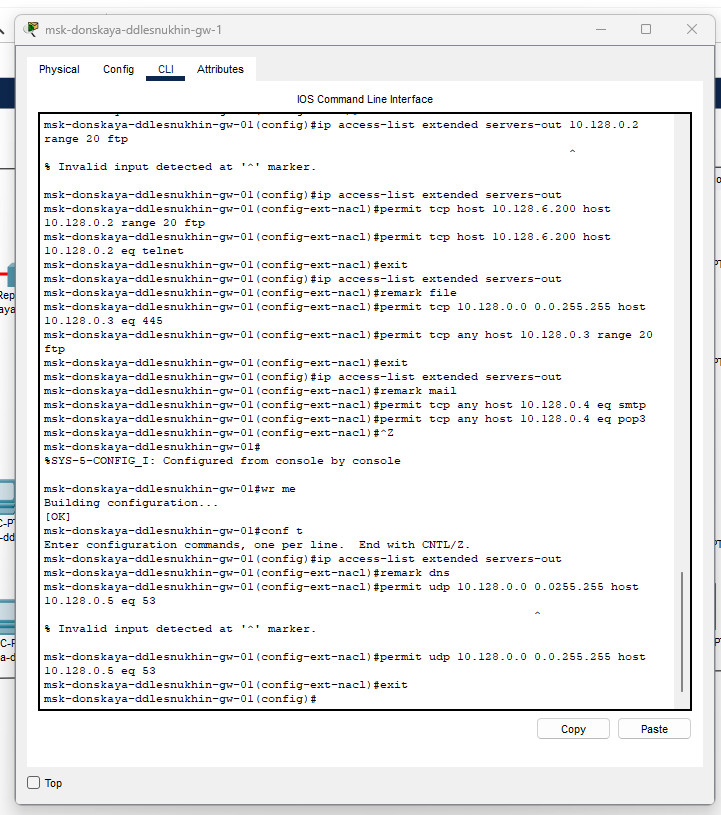 msk-donskaya-ddlesnukhin-gw-1
Physical Config CLI Attributes
IOS Command Line Interface
msk-donskaya-ddlesnukhin-gw-01(config)#ip access-list extended servers-out 10.128.0.2
range 20 ftp
^
% Invalid input detected at '^' marker.
msk-donskaya-ddlesnukhin-gw-01(config)#ip access-list extended servers-out
msk-donskaya-ddlesnukhin-gw-01(config-ext-nacl)#permit tcp host 10.128.6.200 host
10.128.0.2 range 20 ftp
msk-donskaya-ddlesnukhin-gw-01(config-ext-nacl)#permit tcp host 10.128.6.200 host
10.128.0.2 eq telnet
msk-donskaya-ddlesnukhin-gw-01(config-ext-nacl)#exit
msk-donskaya-ddlesnukhin-gw-01(config)#ip access-list extended servers-out
msk-donskaya-ddlesnukhin-gw-01(config-ext-nacl)#remark file
msk-donskaya-ddlesnukhin-gw-01(config-ext-nacl)#permit tcp 10.128.0.0 0.0.255.255 host
10.128.0.3 eq 445
msk-donskaya-ddlesnukhin-gw-01(config-ext-nacl)#permit tcp any host 10.128.0.3 range 20
ftp
msk-donskaya-ddlesnukhin-gw-01(config-ext-nacl)#exit
msk-donskaya-ddlesnukhin-gw-01(config)#ip access-list extended servers-out
msk-donskaya-ddlesnukhin-gw-01(config-ext-nacl)#remark mail
msk-donskaya-ddlesnukhin-gw-01(config-ext-nacl)#permit tcp any host 10.128.0.4 eq smtp
msk-donskaya-ddlesnukhin-gw-01(config-ext-nacl)#permit tcp any host 10.128.0.4 eq pop3
msk-donskaya-ddlesnukhin-gw-01(config-ext-nacl)#^Z
msk-donskaya-ddlesnukhin-gw-01#
%SYS-5-CONFIG_I: Configured from console by console
msk-donskaya-ddlesnukhin-gw-01#wr me
Building configuration...
[OK]
msk-donskaya-ddlesnukhin-gw-01#conf t
Enter configuration commands, one per line. End with CNTL/Z.
msk-donskaya-ddlesnukhin-gw-01(config)#ip access-list extended servers-out
msk-donskaya-ddlesnukhin-gw-01(config-ext-nacl)#remark dns
msk-donskaya-ddlesnukhin-gw-01(config-ext-nacl)#permit udp 10.128.0.0 0.0255.255 host
10.128.0.5 eq 53
^
% Invalid input detected at '^' marker.
msk-donskaya-ddlesnukhin-gw-01(config-ext-nacl)#permit udp 10.128.0.0 0.0.255.255 host
10.128.0.5 eq 53
msk-donskaya-ddlesnukhin-gw-01(config-ext-nacl)#exit
msk-donskaya-ddlesnukhin-gw-01(config)#
Copy Paste
Top